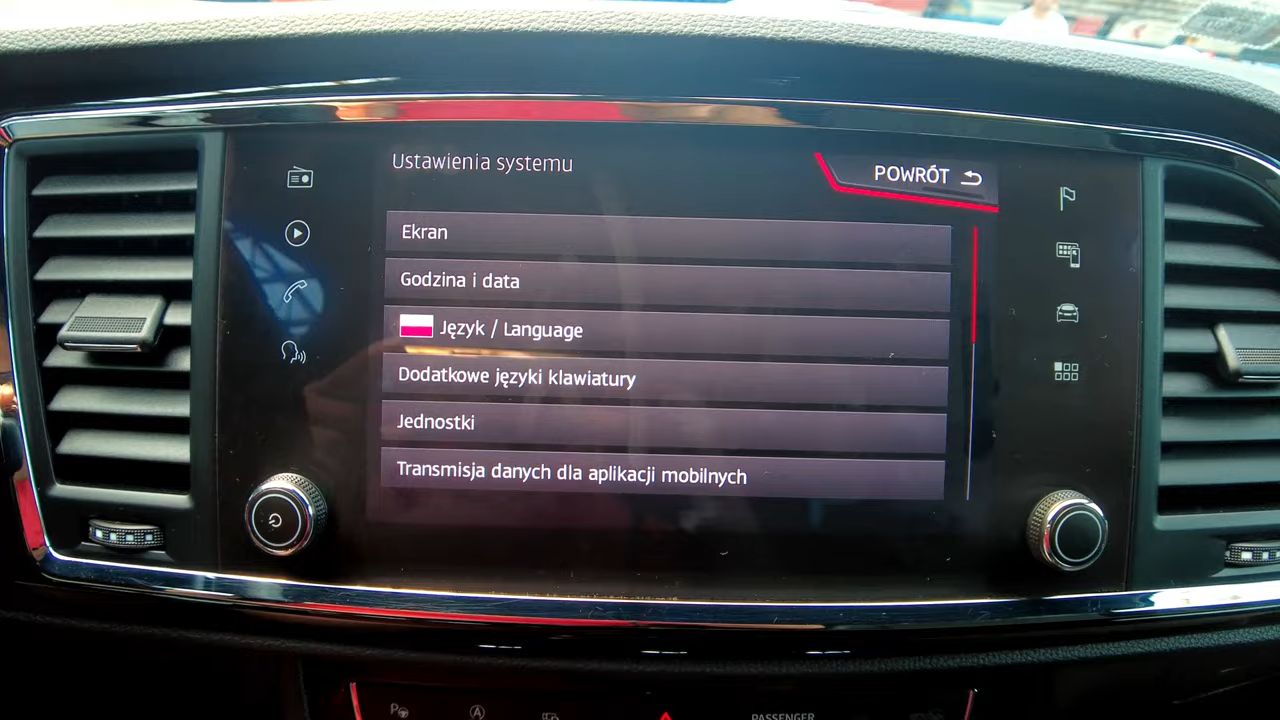 Ustawienia systemu
POWRÓT
Ekran
Godzina i data
Język / Language
Dodatkowe języki klawiatury
Jednostki
Transmisja danych dla aplikacji mobilnych
P
A
PASSENGER